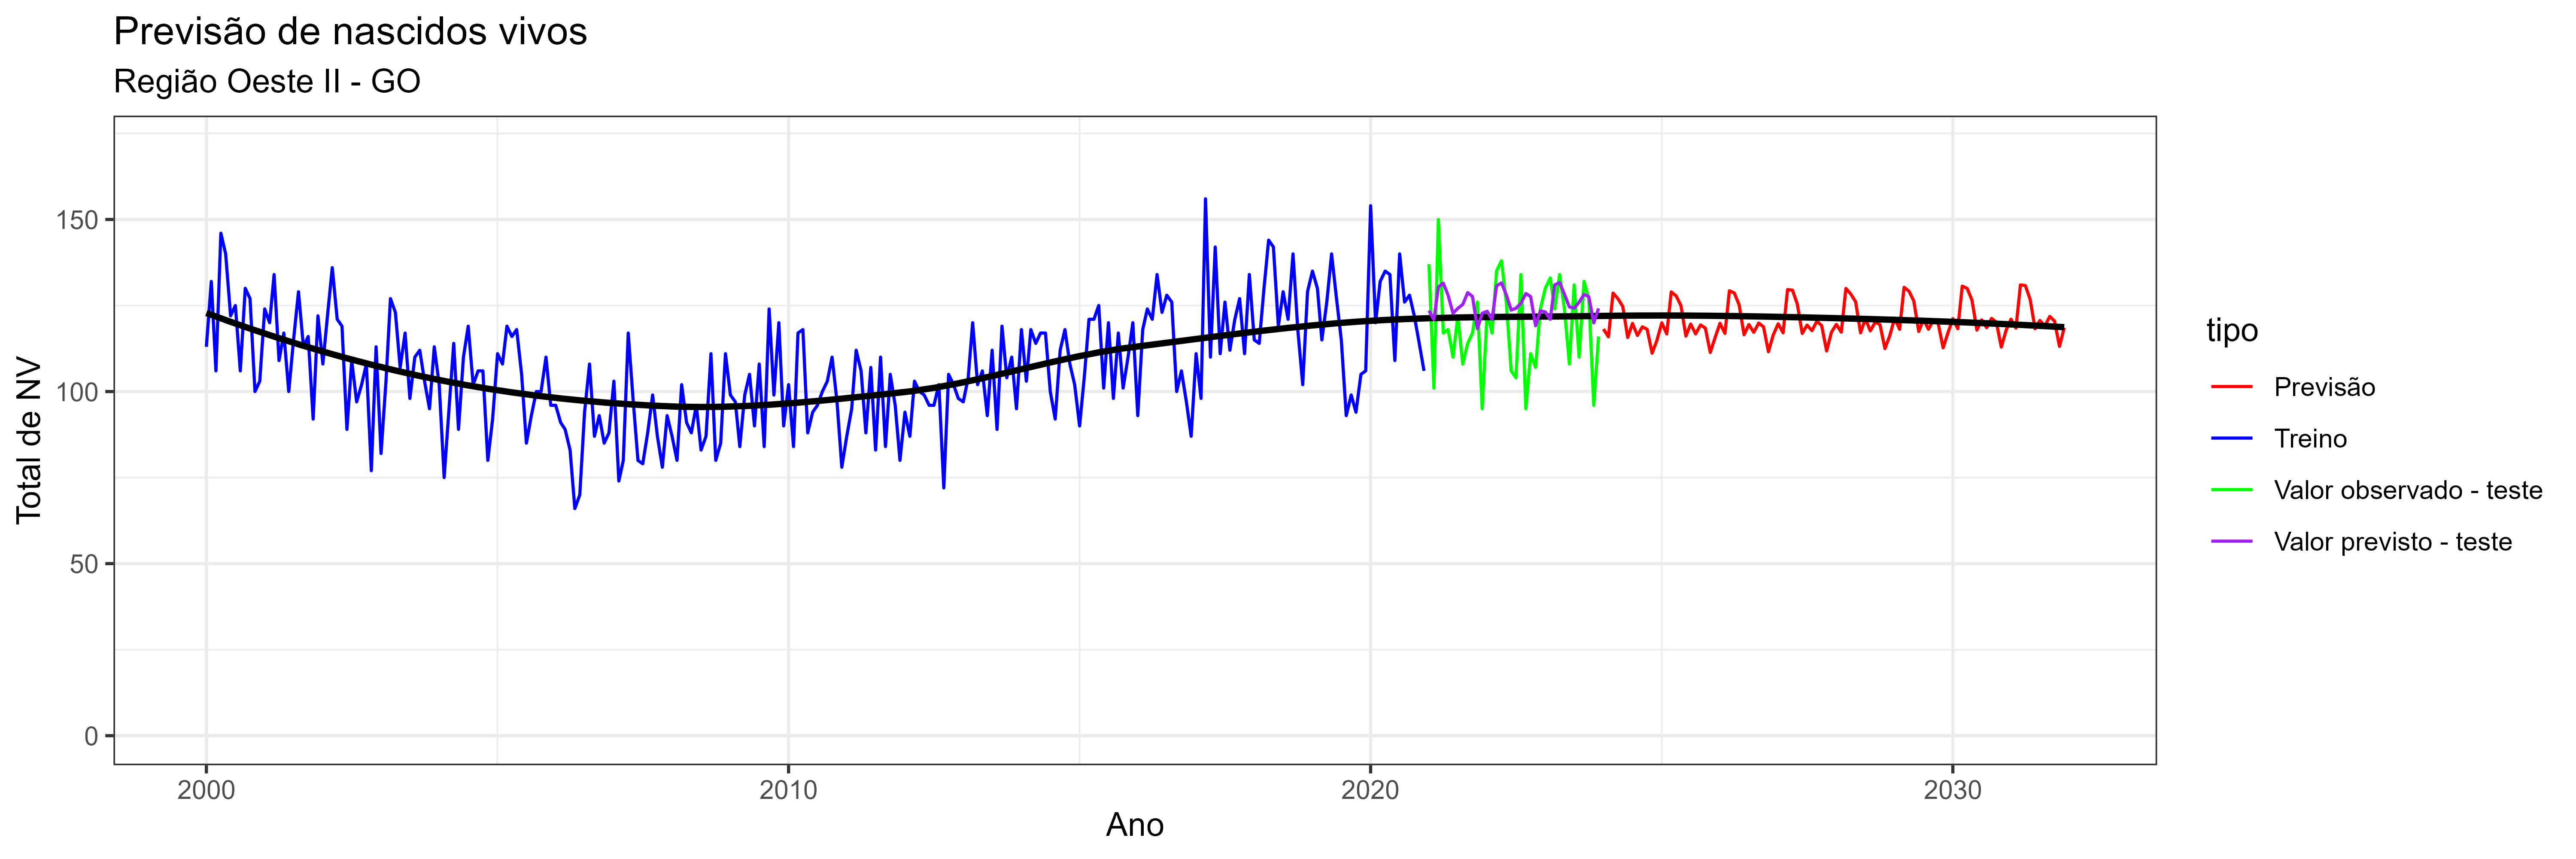 Previsão de nascidos vivos
Região Oeste II - GO
Total de NV
150
100
50
0
2000
2010
2020
2030
Ano
tipo
Previsão
Treino
Valor observado - teste
Valor previsto - teste